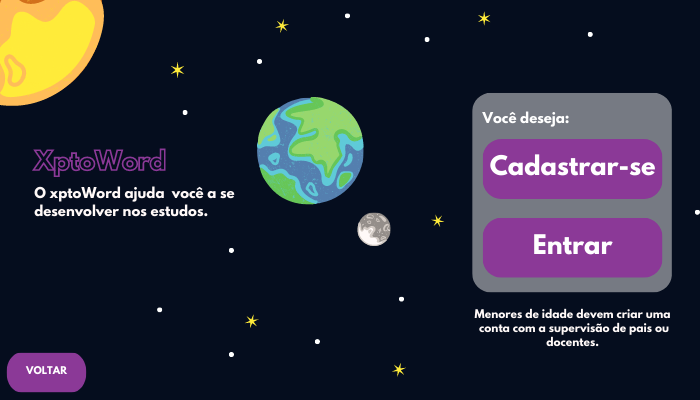 XptoWord
O xptoWord ajuda você a se
desenvolver nos estudos.
Você deseja:
Cadastrar-se
Entrar
Menores de idade devem criar uma
conta com a supervisão de pais ou
docentes.
VOLTAR